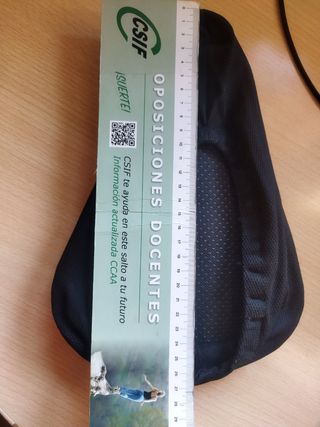 CSIF
¡SUERTE!
OPOSICIONES DOCENTES
CSIF te ayuda en este salto a tu futuro
Información actualizada CCAA